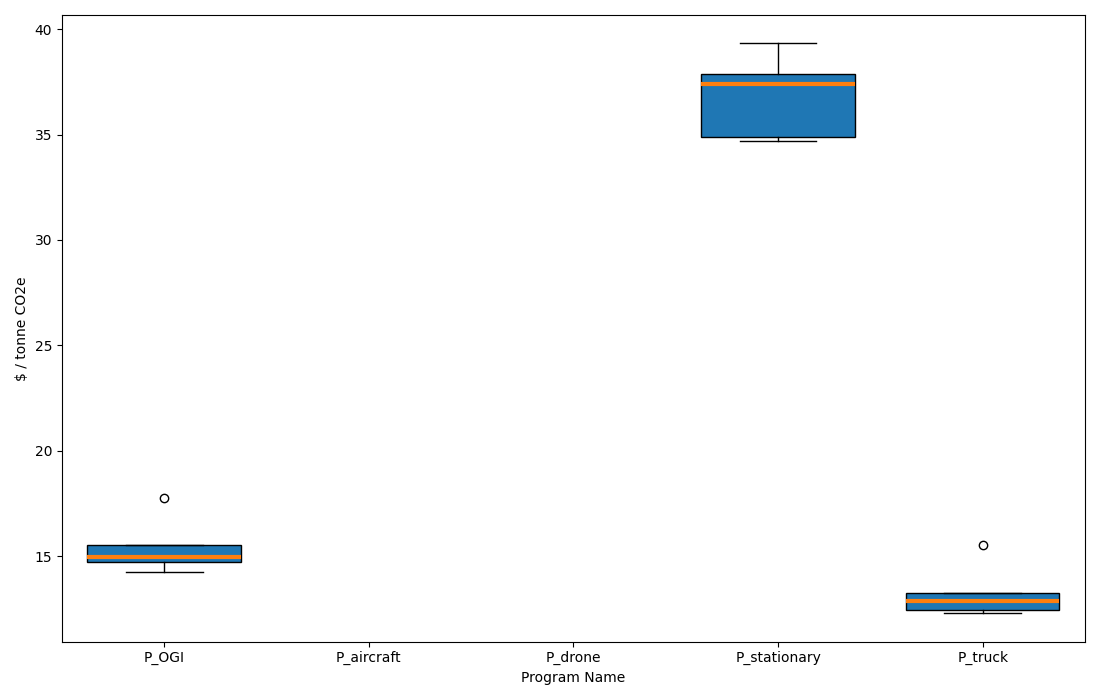 40
35
30
25
20
15
$ / tonne CO2e
P_OGI P_aircraft P_drone P_stationary P_truck
Program Name